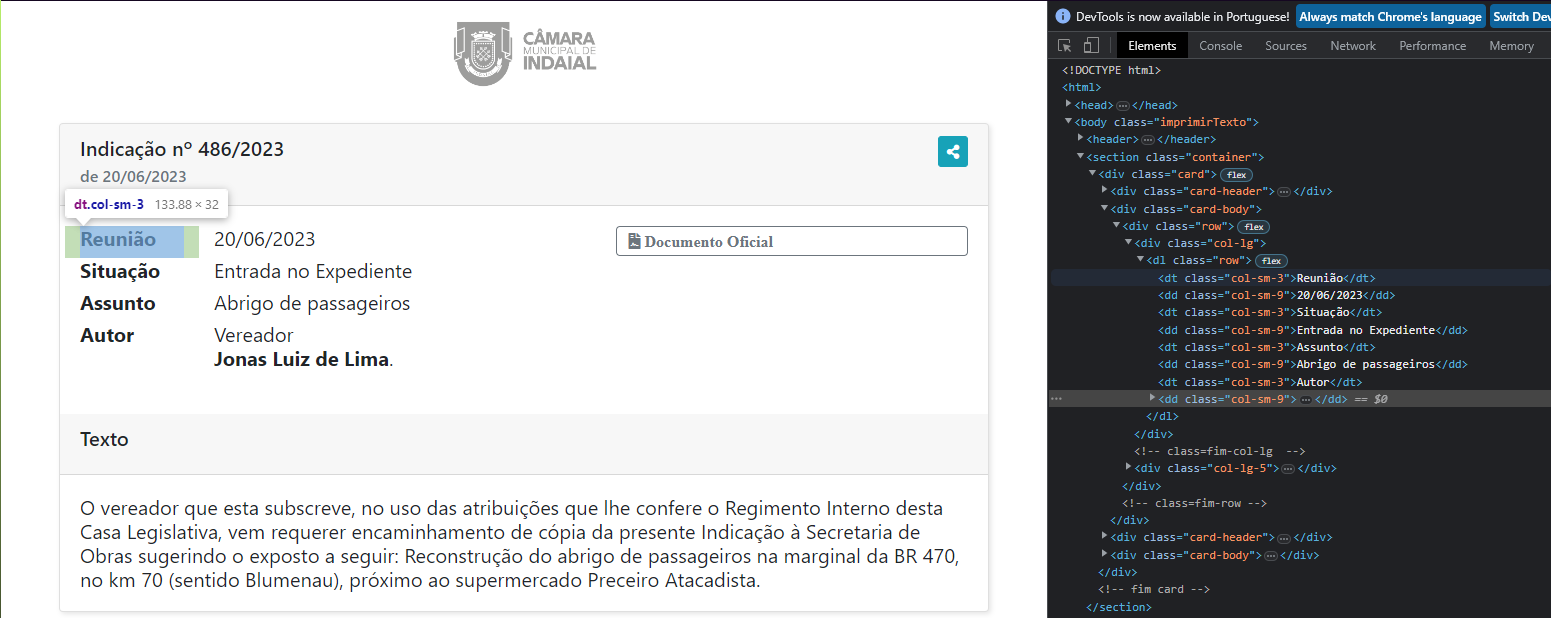 CÂMARA
MUNICIPAL DE
INDAIAL
Indicação nº 486/2023
de 20/06/2023
dt.col-sm-3 133.88 × 32
Reunião 20/06/2023
Documento Oficial
Situação Entrada no Expediente
Assunto Abrigo de passageiros
Autor Vereador
Jonas Luiz de Lima.
Texto
O vereador que esta subscreve, no uso das atribuições que lhe confere o Regimento Interno desta
Casa Legislativa, vem requerer encaminhamento de cópia da presente Indicação à Secretaria de
Obras sugerindo o exposto a seguir: Reconstrução do abrigo de passageiros na marginal da BR 470,
no km 70 (sentido Blumenau), próximo ao supermercado Preceiro Atacadista.
DevTools is now available in Portuguese! Always match Chrome's language Switch Dev
Elements Console Sources Network Performance Memory
<!DOCTYPE html>
<html>
<head>⋯</head>
<body class="imprimirTexto">
<header>⋯</header>
<section class="container">
<div class="card"> flex
<div class="card-header">⋯</div>
<div class="card-body">
<div class="row"> flex
<div class="col-lg">
<dl class="row"> flex
<dt class="col-sm-3">Reunião</dt>
<dd class="col-sm-9">20/06/2023</dd>
<dt class="col-sm-3">Situação</dt>
<dd class="col-sm-9">Entrada no Expediente</dd>
<dt class="col-sm-3">Assunto</dt>
<dd class="col-sm-9">Abrigo de passageiros</dd>
<dt class="col-sm-3">Autor</dt>
<dd class="col-sm-9">⋯</dd> == $0
</dl>
</div>
<!-- class=fim-col-lg -->
<div class="col-lg-5">⋯</div>
</div>
<!-- class=fim-row -->
</div>
<div class="card-header">⋯</div>
<div class="card-body">⋯</div>
</div>
<!-- fim card -->
</section>